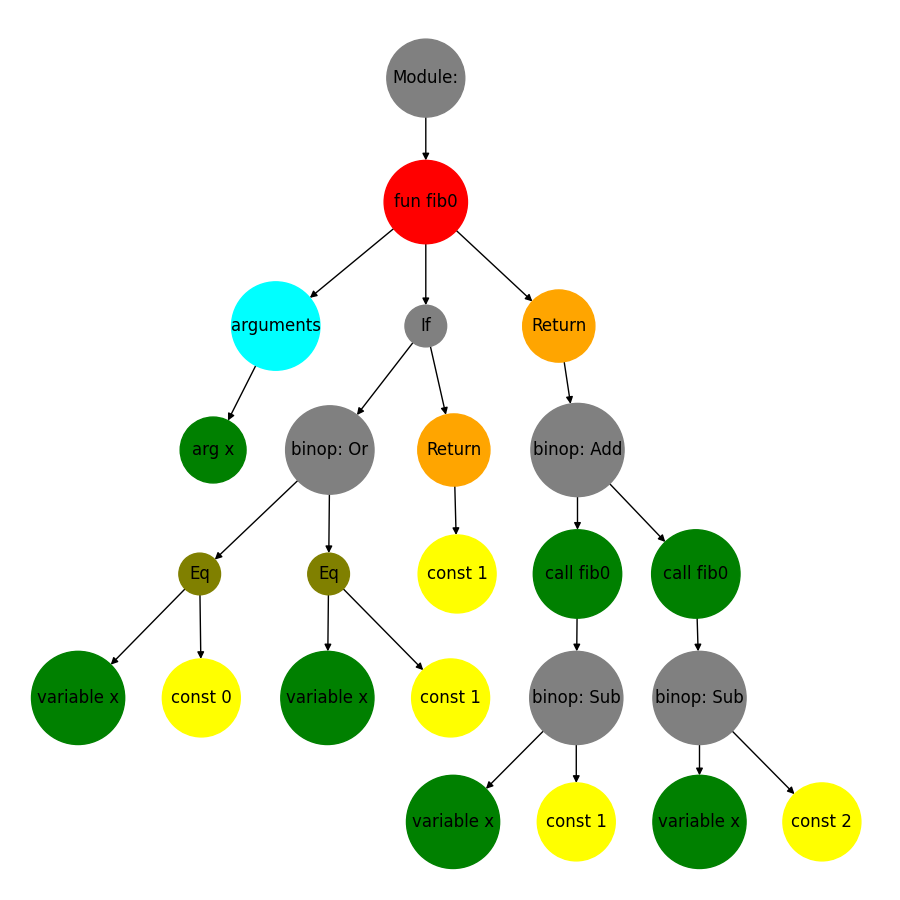 Module:
fun fib0
arguments
If
Return
arg x
binop: Or
Return
binop: Add
Eq
Eq
const 1
call fib0
call fib0
variable x
const 0
variable x
const 1
binop: Sub
binop: Sub
variable x
const 1
variable x
const 2